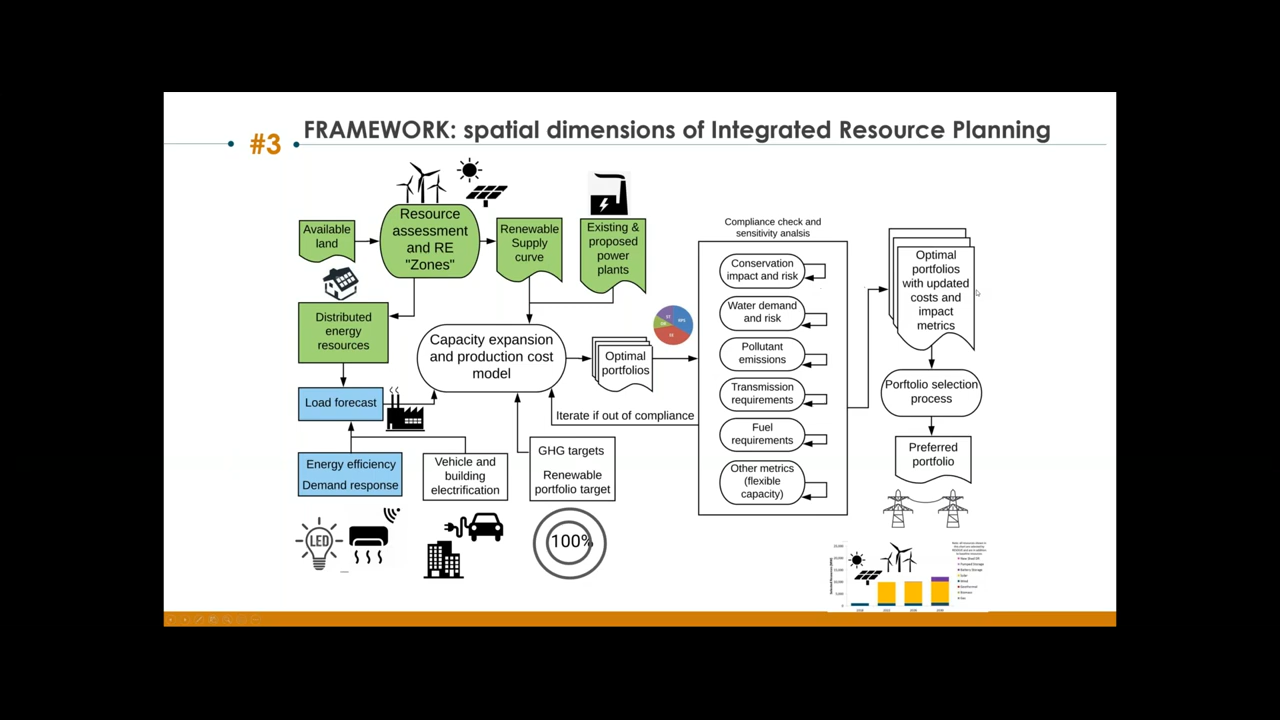 #3
FRAMEWORK: spatial dimensions of Integrated Resource Planning
Available
land
Resource
assessment
and RE
"Zones"
Renewable
Supply
curve
Existing &
proposed
power
plants
Distributed
energy
resources
Load forecast
Energy efficiency
Demand response
Vehicle and
building
electrification
LED
Capacity expansion
and production cost
model
Optimal
portfolios
Iterate if out of compliance
GHG targets
Renewable
portfolio target
100%
Compliance check and
sensitivity analsis
Conservation
impact and risk
Water demand
and risk
Pollutant
emissions
Transmission
requirements
Fuel
requirements
Other metrics
(flexible
capacity)
Optimal
portfolios
with updated
costs and
impact
metrics
Porftolio selection
process
Preferred
portfolio